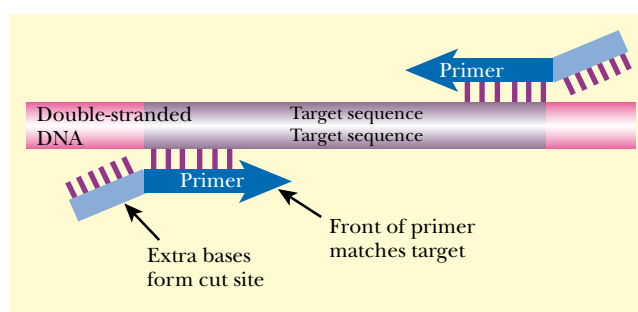 Primer
Double-stranded
DNA
Target sequence
Target sequence
Primer
Extra bases
form cut site
Front of primer
matches target